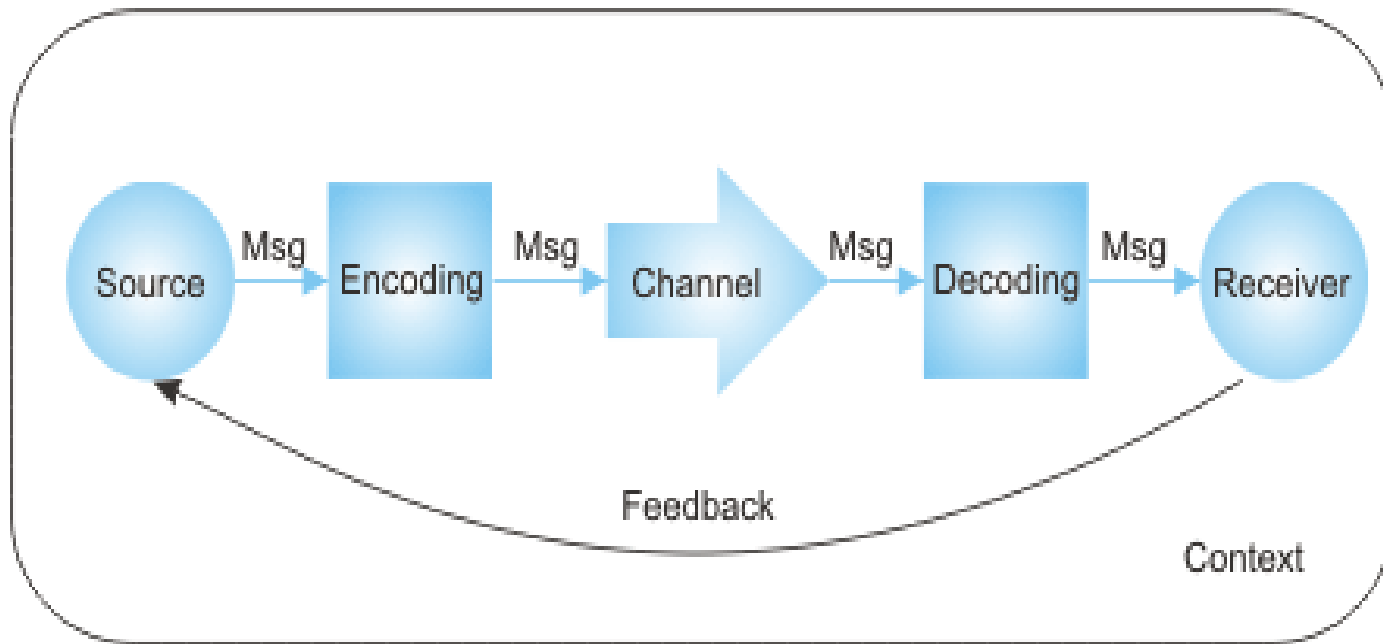 Source
Msg
Encoding
Msg
Channel
Msg
Decoding
Msg
Receiver
Feedback
Context